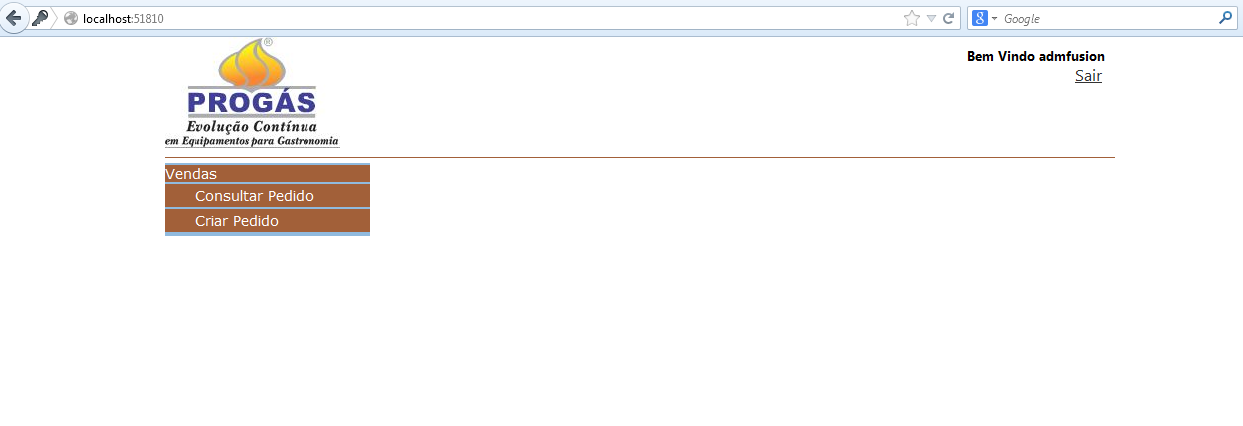 localhost:51810
Google
Bem Vindo admfusion
Sair
®
PROGÁS
Evolução Contínua
em Equipamentos para Gastronomia
Vendas
Consultar Pedido
Criar Pedido